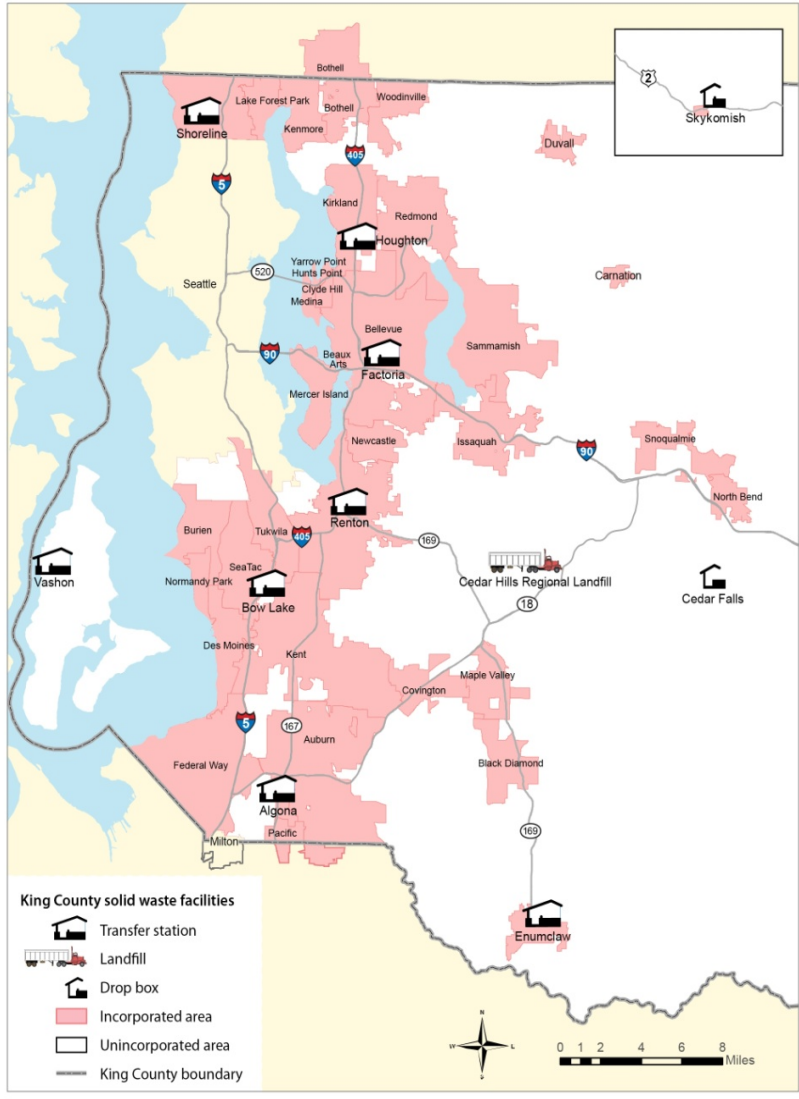 Bothell
2
Skykomish
Lake Forest Park
Bothell
Woodinville
Shoreline
Kenmore
Duvall
405
5
Kirkland
Redmond
Houghton
Yarrow Point
Hunts Point
520
Clyde Hill
Medina
Seattle
Carnation
Bellevue
90
Beaux
Arts
Factoria
Sammamish
Mercer Island
Newcastle
Issaquah
90
Snoqualmie
North Bend
Renton
Burien
Tukwila
405
169
Vashon
SeaTac
Normandy Park
Bow Lake
Cedar Hills Regional Landfill
18
Cedar Falls
Des Moines
Kent
Covington
Maple Valley
5
167
Auburn
Federal Way
Black Diamond
Algona
Pacific
Milton
169
Enumclaw
King County solid waste facilities
Transfer station
Landfill
Drop box
Incorporated area
Unincorporated area
King County boundary
N
W
L
0 1 2 4 6 8
Miles